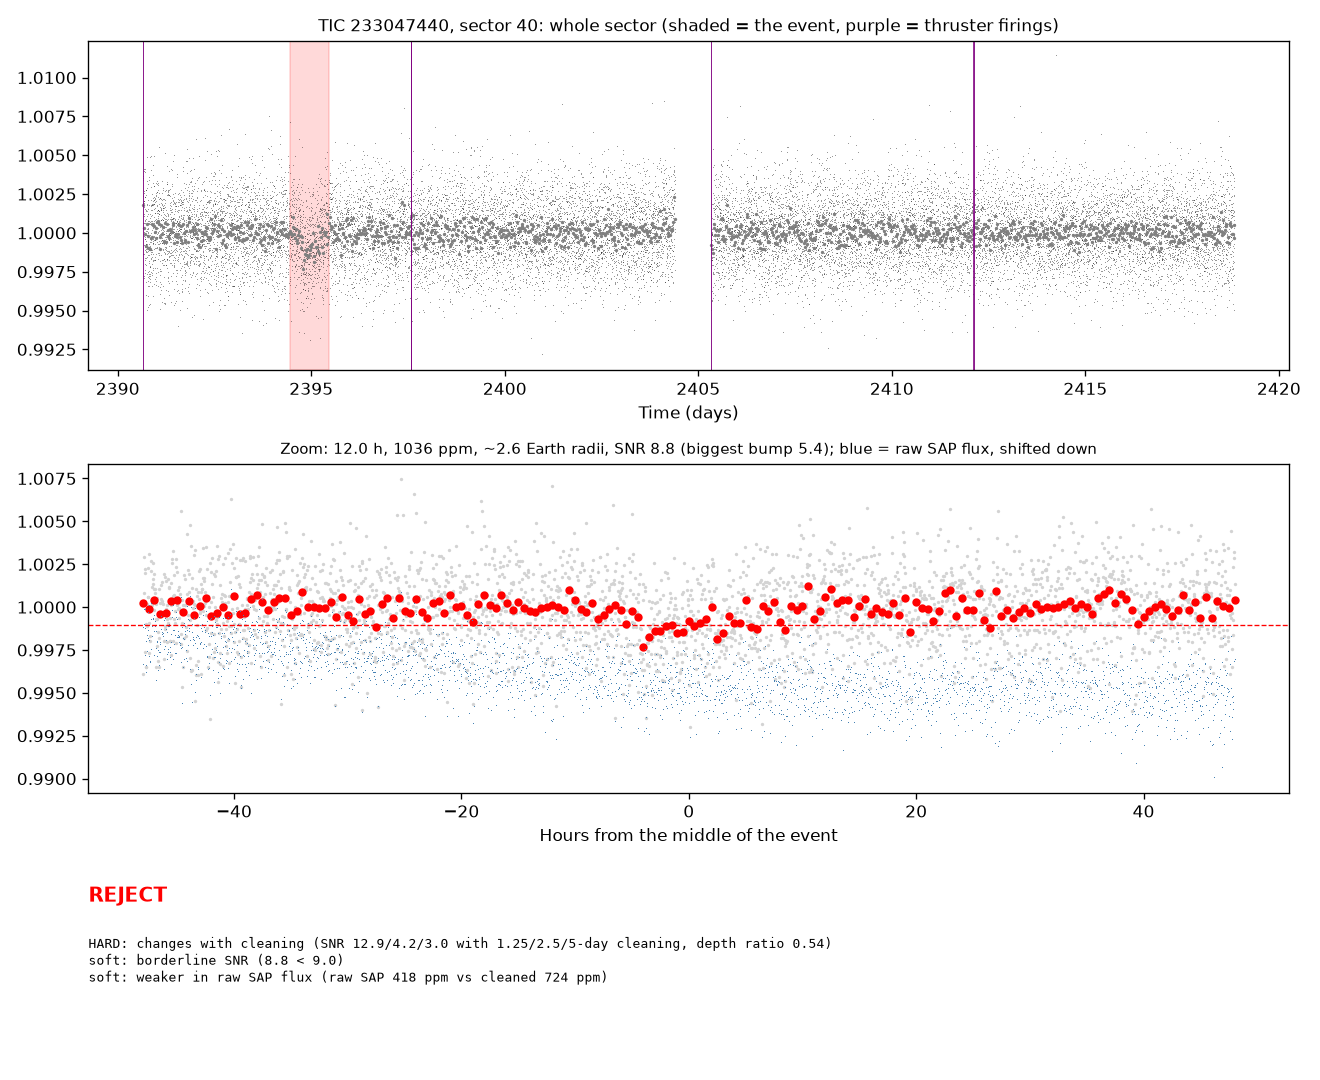 TIC 233047440, sector 40: whole sector (shaded = the event, purple = thruster firings)
1.0100
1.0075
1.0050
1.0025
1.0000
0.9975
0.9950
0.9925
2390 2395 2400 2405 2410 2415 2420
Time (days)
Zoom: 12.0 h, 1036 ppm, ~2.6 Earth radii, SNR 8.8 (biggest bump 5.4); blue = raw SAP flux, shifted down
1.0075
1.0050
1.0025
1.0000
0.9975
0.9950
0.9925
0.9900
−40 −20 0 20 40
Hours from the middle of the event
REJECT
HARD: changes with cleaning (SNR 12.9/4.2/3.0 with 1.25/2.5/5-day cleaning, depth ratio 0.54)
soft: borderline SNR (8.8 < 9.0)
soft: weaker in raw SAP flux (raw SAP 418 ppm vs cleaned 724 ppm)